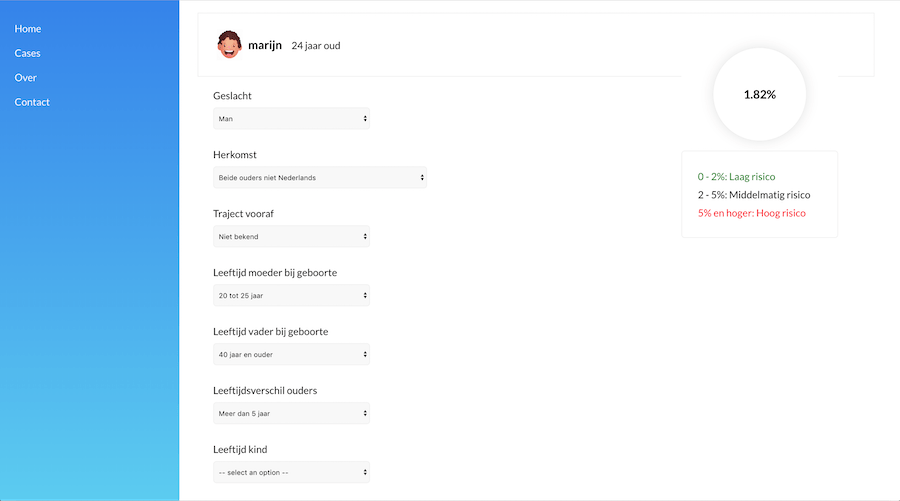 Home
Cases
Over
Contact
marijn 24 jaar oud
1.82%
0 - 2%: Laag risico
2 - 5%: Middelmatig risico
5% en hoger: Hoog risico
Geslacht
Man
Herkomst
Beide ouders niet Nederlands
Traject vooraf
Niet bekend
Leeftijd moeder bij geboorte
20 tot 25 jaar
Leeftijd vader bij geboorte
40 jaar en ouder
Leeftijdsverschil ouders
Meer dan 5 jaar
Leeftijd kind
-- select an option --